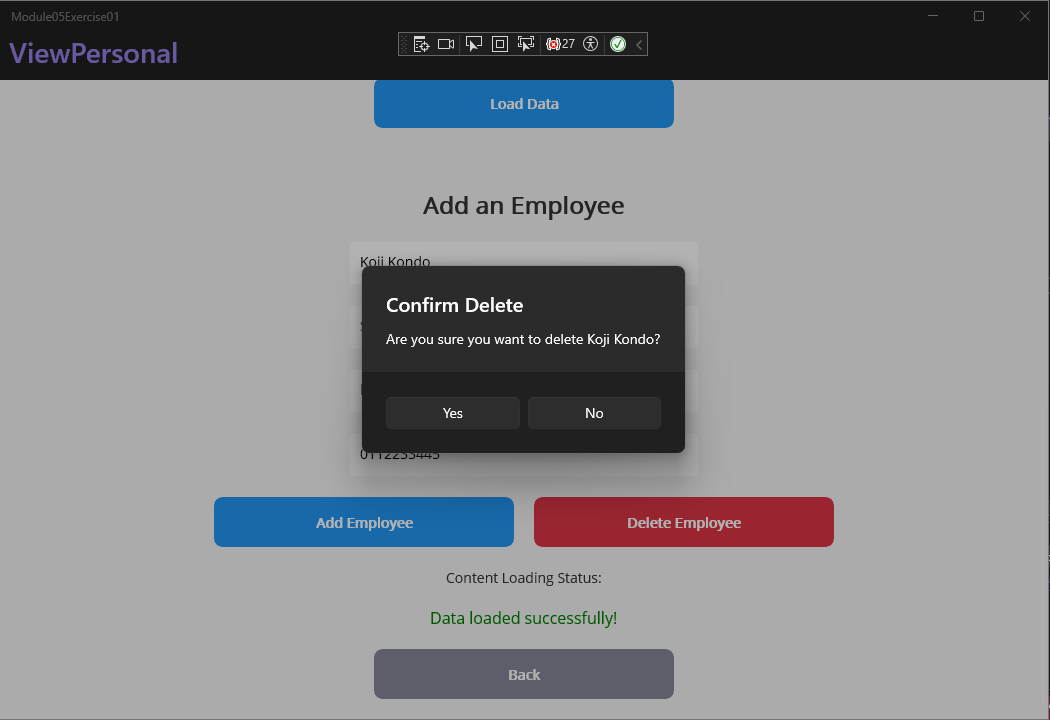 Module05Exercise01
ViewPersonal
27
Load Data
Add an Employee
Koji Kondo
Confirm Delete
Are you sure you want to delete Koji Kondo?
Yes
No
0112233445
Add Employee
Delete Employee
Content Loading Status:
Data loaded successfully!
Back